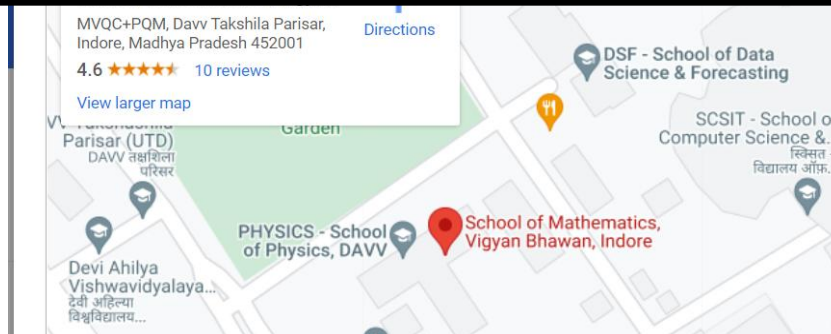 MVQC+PQM, Davv Takshila Parisar,
Indore, Madhya Pradesh 452001
Directions
4.6
10 reviews
View larger map
Garden
Parisar (UTD)
DAVV तक्षशिला
परिसर
DSF - School of Data
Science & Forecasting
SCSIT - School o
Computer Science &..
स्कित
विद्यालय ऑफ़.
PHYSICS - School
of Physics, DAVV
School of Mathematics,
Vigyan Bhawan, Indore
Devi Ahilya
Vishwavidyalaya...
देवी अहिल्या
विश्वविद्यालय...